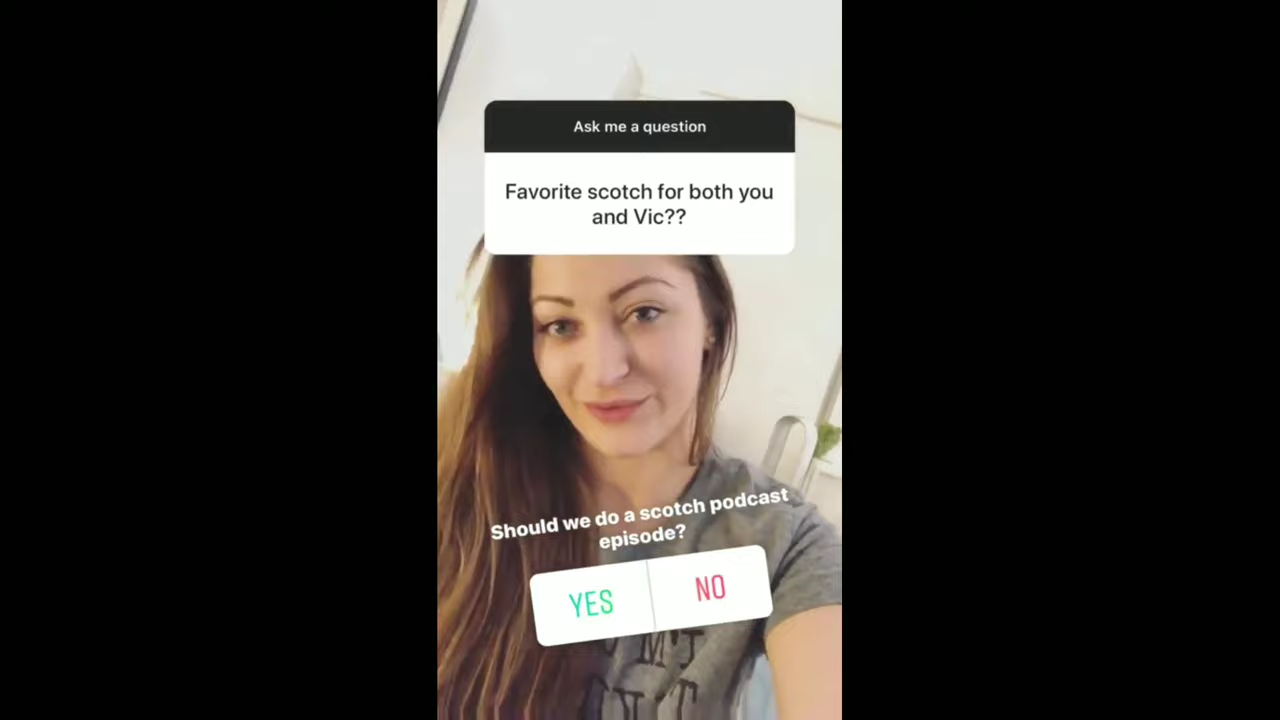 Ask me a question
Favorite scotch for both you
and Vic??
Should we do a scotch podcast
episode?
YES
NO